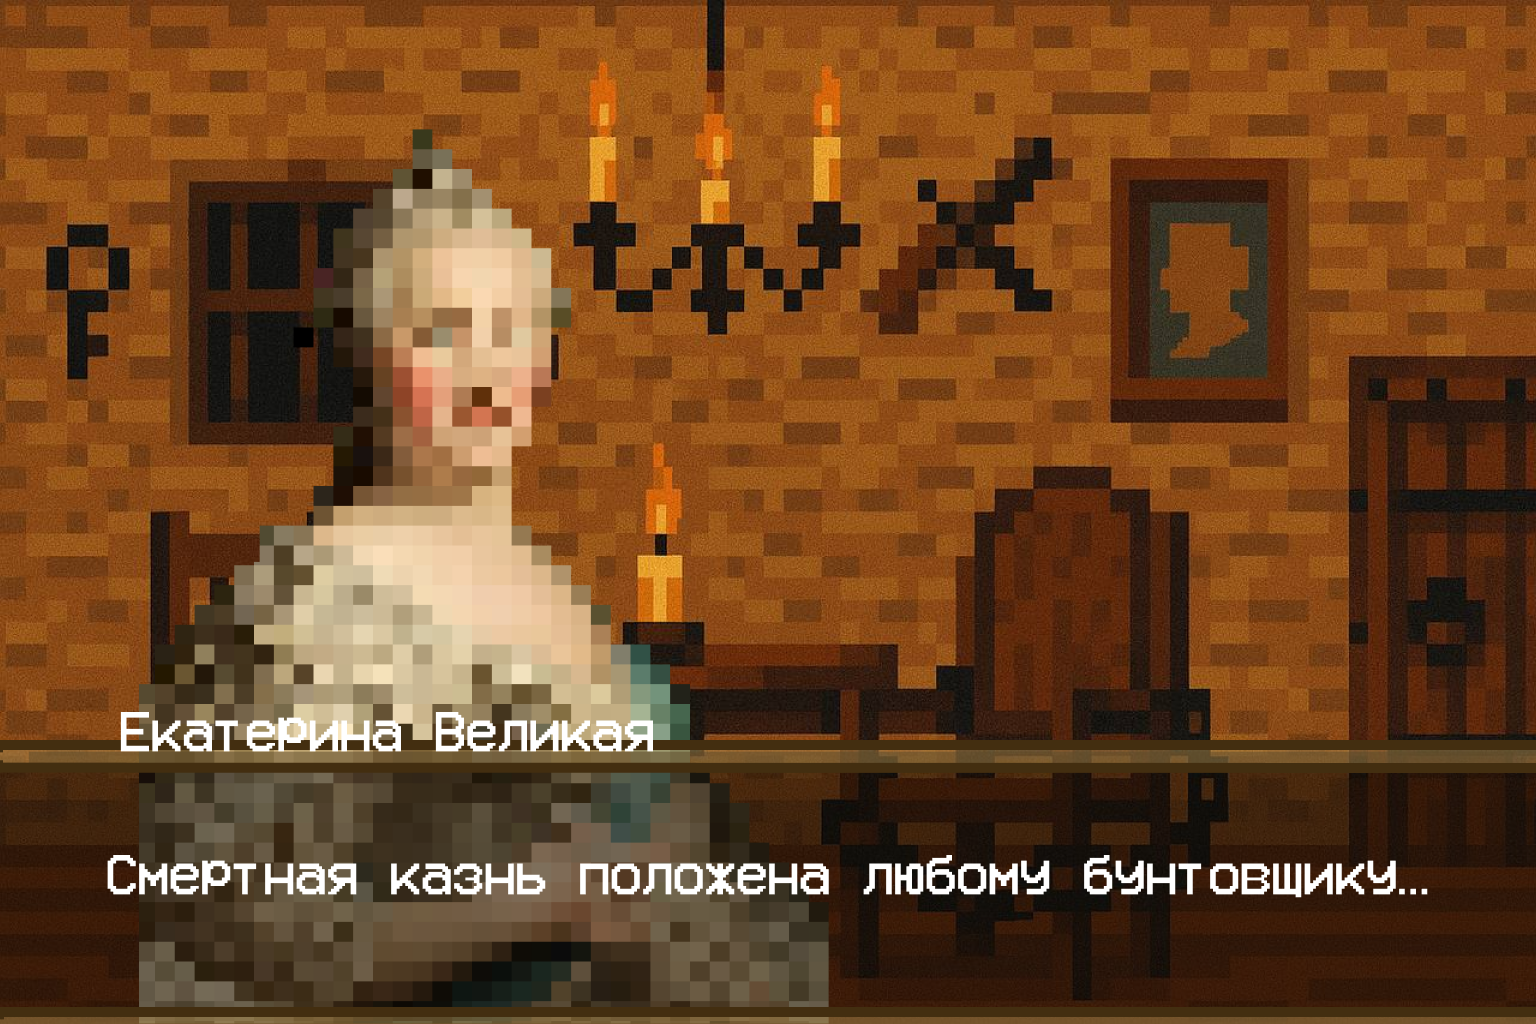 Екатерина Великая
Смертная казнь положена любому бунтовщику...